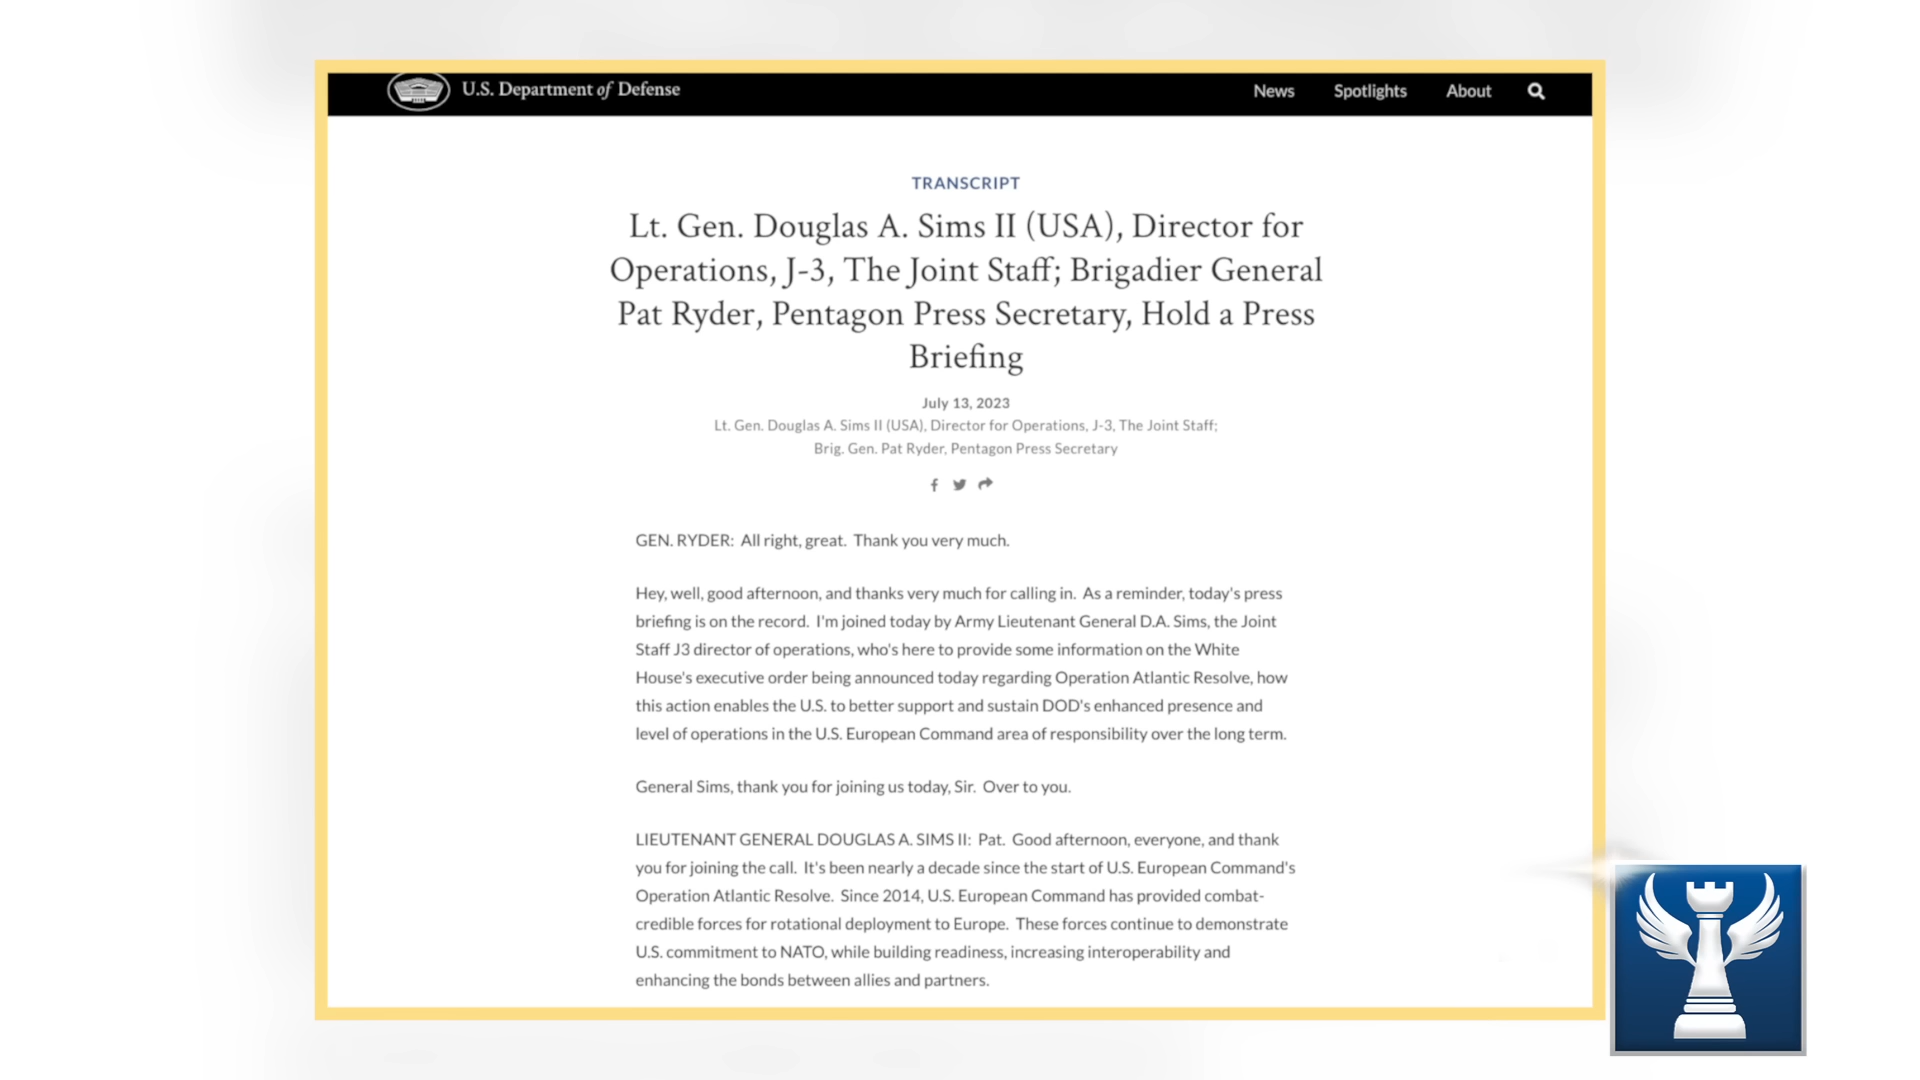 U.S. Department of Defense
News Spotlights About
TRANSCRIPT
Lt. Gen. Douglas A. Sims II (USA), Director for
Operations, J-3, The Joint Staff; Brigadier General
Pat Ryder, Pentagon Press Secretary, Hold a Press
Briefing
July 13, 2023
Lt. Gen. Douglas A. Sims II (USA), Director for Operations, J-3, The Joint Staff;
Brig. Gen. Pat Ryder, Pentagon Press Secretary
GEN. RYDER: All right, great. Thank you very much.
Hey, well, good afternoon, and thanks very much for calling in. As a reminder, today's press
briefing is on the record. I'm joined today by Army Lieutenant General D.A. Sims, the Joint
Staff J3 director of operations, who's here to provide some information on the White
House's executive order being announced today regarding Operation Atlantic Resolve, how
this action enables the U.S. to better support and sustain DOD's enhanced presence and
level of operations in the U.S. European Command area of responsibility over the long term.
General Sims, thank you for joining us today, Sir. Over to you.
LIEUTENANT GENERAL DOUGLAS A. SIMS II: Pat. Good afternoon, everyone, and thank
you for joining the call. It's been nearly a decade since the start of U.S. European Command's
Operation Atlantic Resolve. Since 2014, U.S. European Command has provided combat-
credible forces for rotational deployment to Europe. These forces continue to demonstrate
U.S. commitment to NATO, while building readiness, increasing interoperability and
enhancing the bonds between allies and partners.